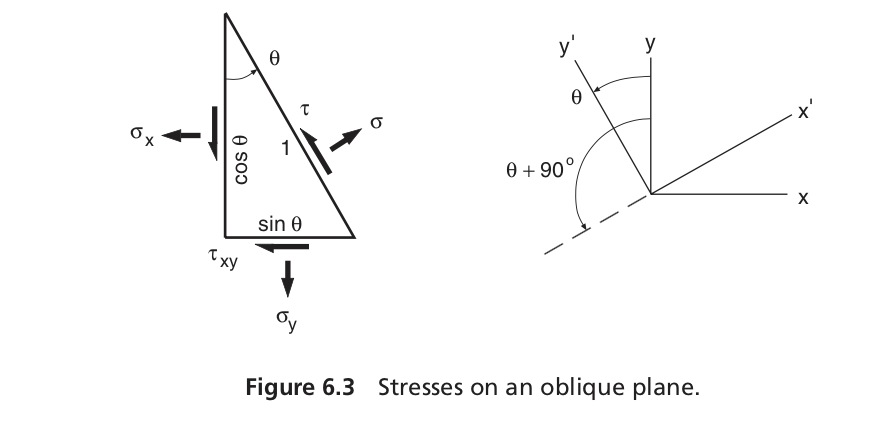 θ
τ
σ
σx
1
cos θ
sin θ
τxy
σy
y'
y
θ
x'
θ + 90°
x
Figure 6.3 Stresses on an oblique plane.